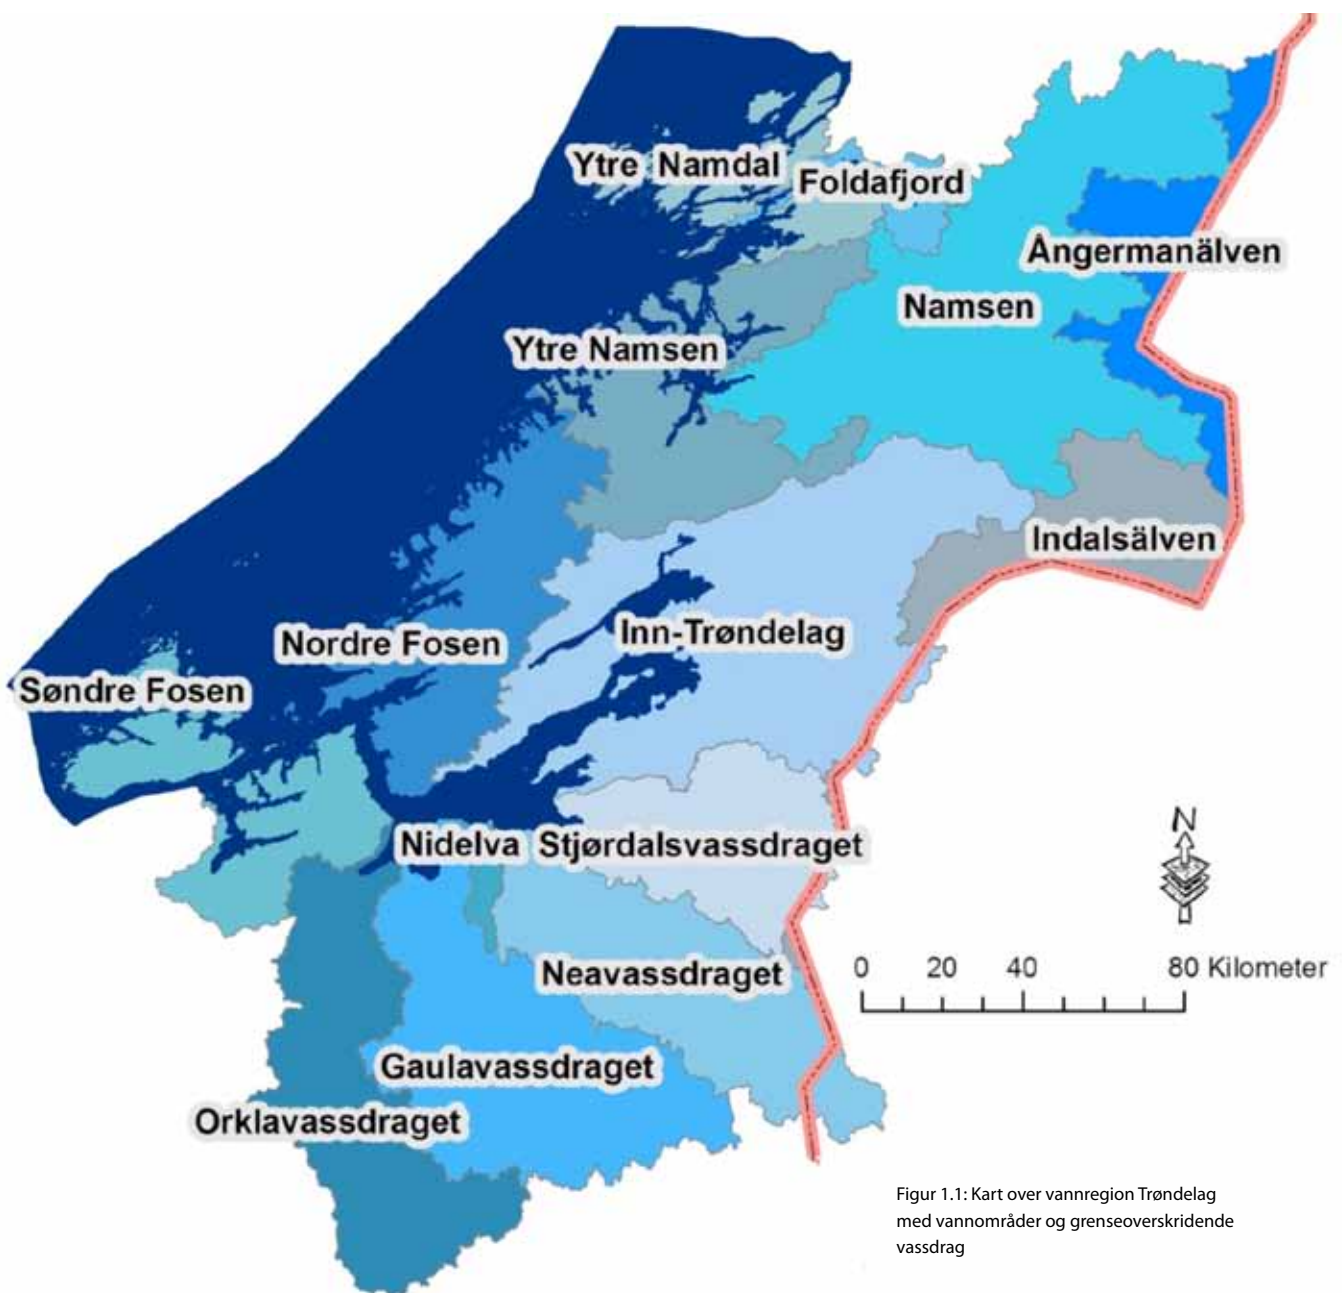 Ytre Namdal
Foldafjord
Ångermanälven
Namsen
Ytre Namsen
Indalsälven
Inn-Trøndelag
Nordre Fosen
Søndre Fosen
Nidelva
Stjørdalsvassdraget
N
Neavassdraget
0 20 40 80 Kilometer
Gaulavassdraget
Orklavassdraget
Figur 1.1: Kart over vannregion Trøndelag
med vannområder og grenseoverskridende
vassdrag